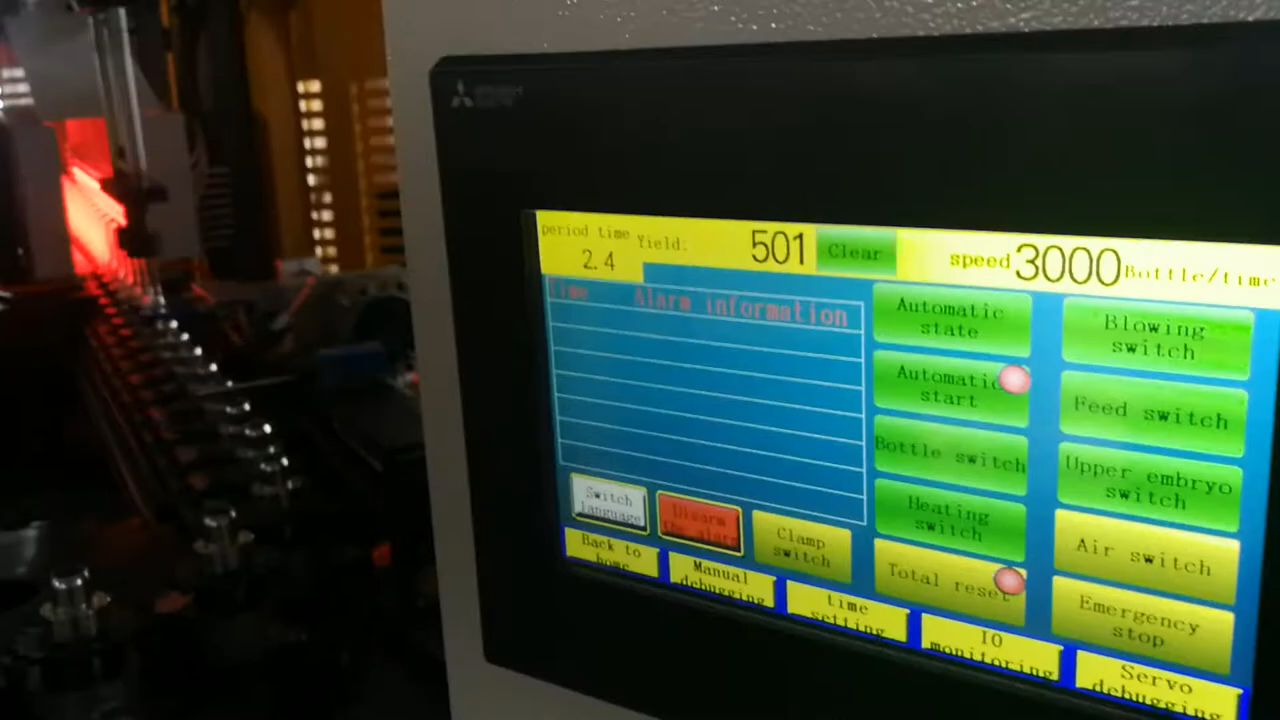 period time
2.4
Yield:
501
Clear
speed
3000
Bottle/time
Time
Alarm information
Automatic
state
Blowing
switch
Automatic
start
Feed switch
Bottle switch
Upper embryo
switch
Heating
switch
Air switch
Total reset
Emergency
stop
Switch
language
Disarm
Clamp
switch
Back to
home
Manual
debugging
time
setting
IO
monitoring
Servo
debugging